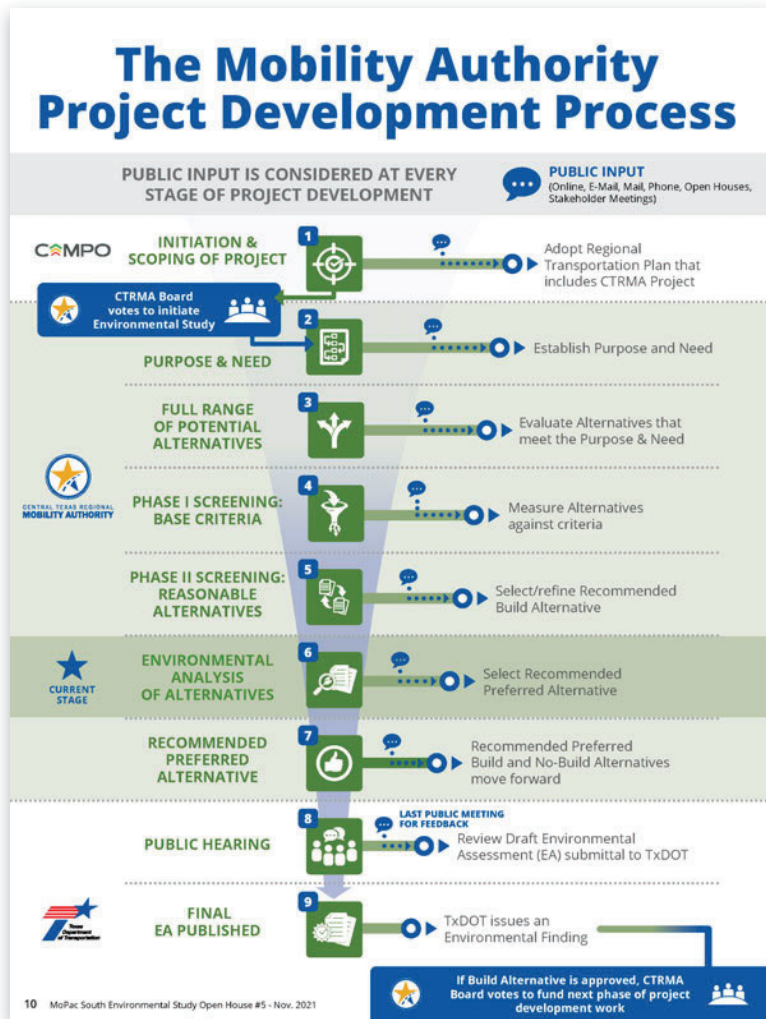 The Mobility Authority
Project Development Process
PUBLIC INPUT IS CONSIDERED AT EVERY
STAGE OF PROJECT DEVELOPMENT
PUBLIC INPUT
(Online, E-Mail, Mail, Phone, Open Houses,
Stakeholder Meetings)
CAMPO
INITIATION &
SCOPING OF PROJECT
1
Adopt Regional
Transportation Plan that
includes CTRMA Project
CTRMA Board
votes to initiate
Environmental Study
2
PURPOSE & NEED
Establish Purpose and Need
FULL RANGE
OF POTENTIAL
ALTERNATIVES
3
Evaluate Alternatives that
meet the Purpose & Need
CENTRAL TEXAS REGIONAL
MOBILITY AUTHORITY
PHASE I SCREENING:
BASE CRITERIA
4
Measure Alternatives
against criteria
PHASE II SCREENING:
REASONABLE
ALTERNATIVES
5
Select/refine Recommended
Build Alternative
CURRENT
STAGE
ENVIRONMENTAL
ANALYSIS
OF ALTERNATIVES
6
Select Recommended
Preferred Alternative
RECOMMENDED
PREFERRED
ALTERNATIVE
7
Recommended Preferred
Build and No-Build Alternatives
move forward
PUBLIC HEARING
8
LAST PUBLIC MEETING
FOR FEEDBACK
Review Draft Environmental
Assessment (EA) submittal to TxDOT
Texas
Department
of Transportation
FINAL
EA PUBLISHED
9
TxDOT issues an
Environmental Finding
If Build Alternative is approved, CTRMA
Board votes to fund next phase of project
development work
10 MoPac South Environmental Study Open House #5 - Nov. 2021